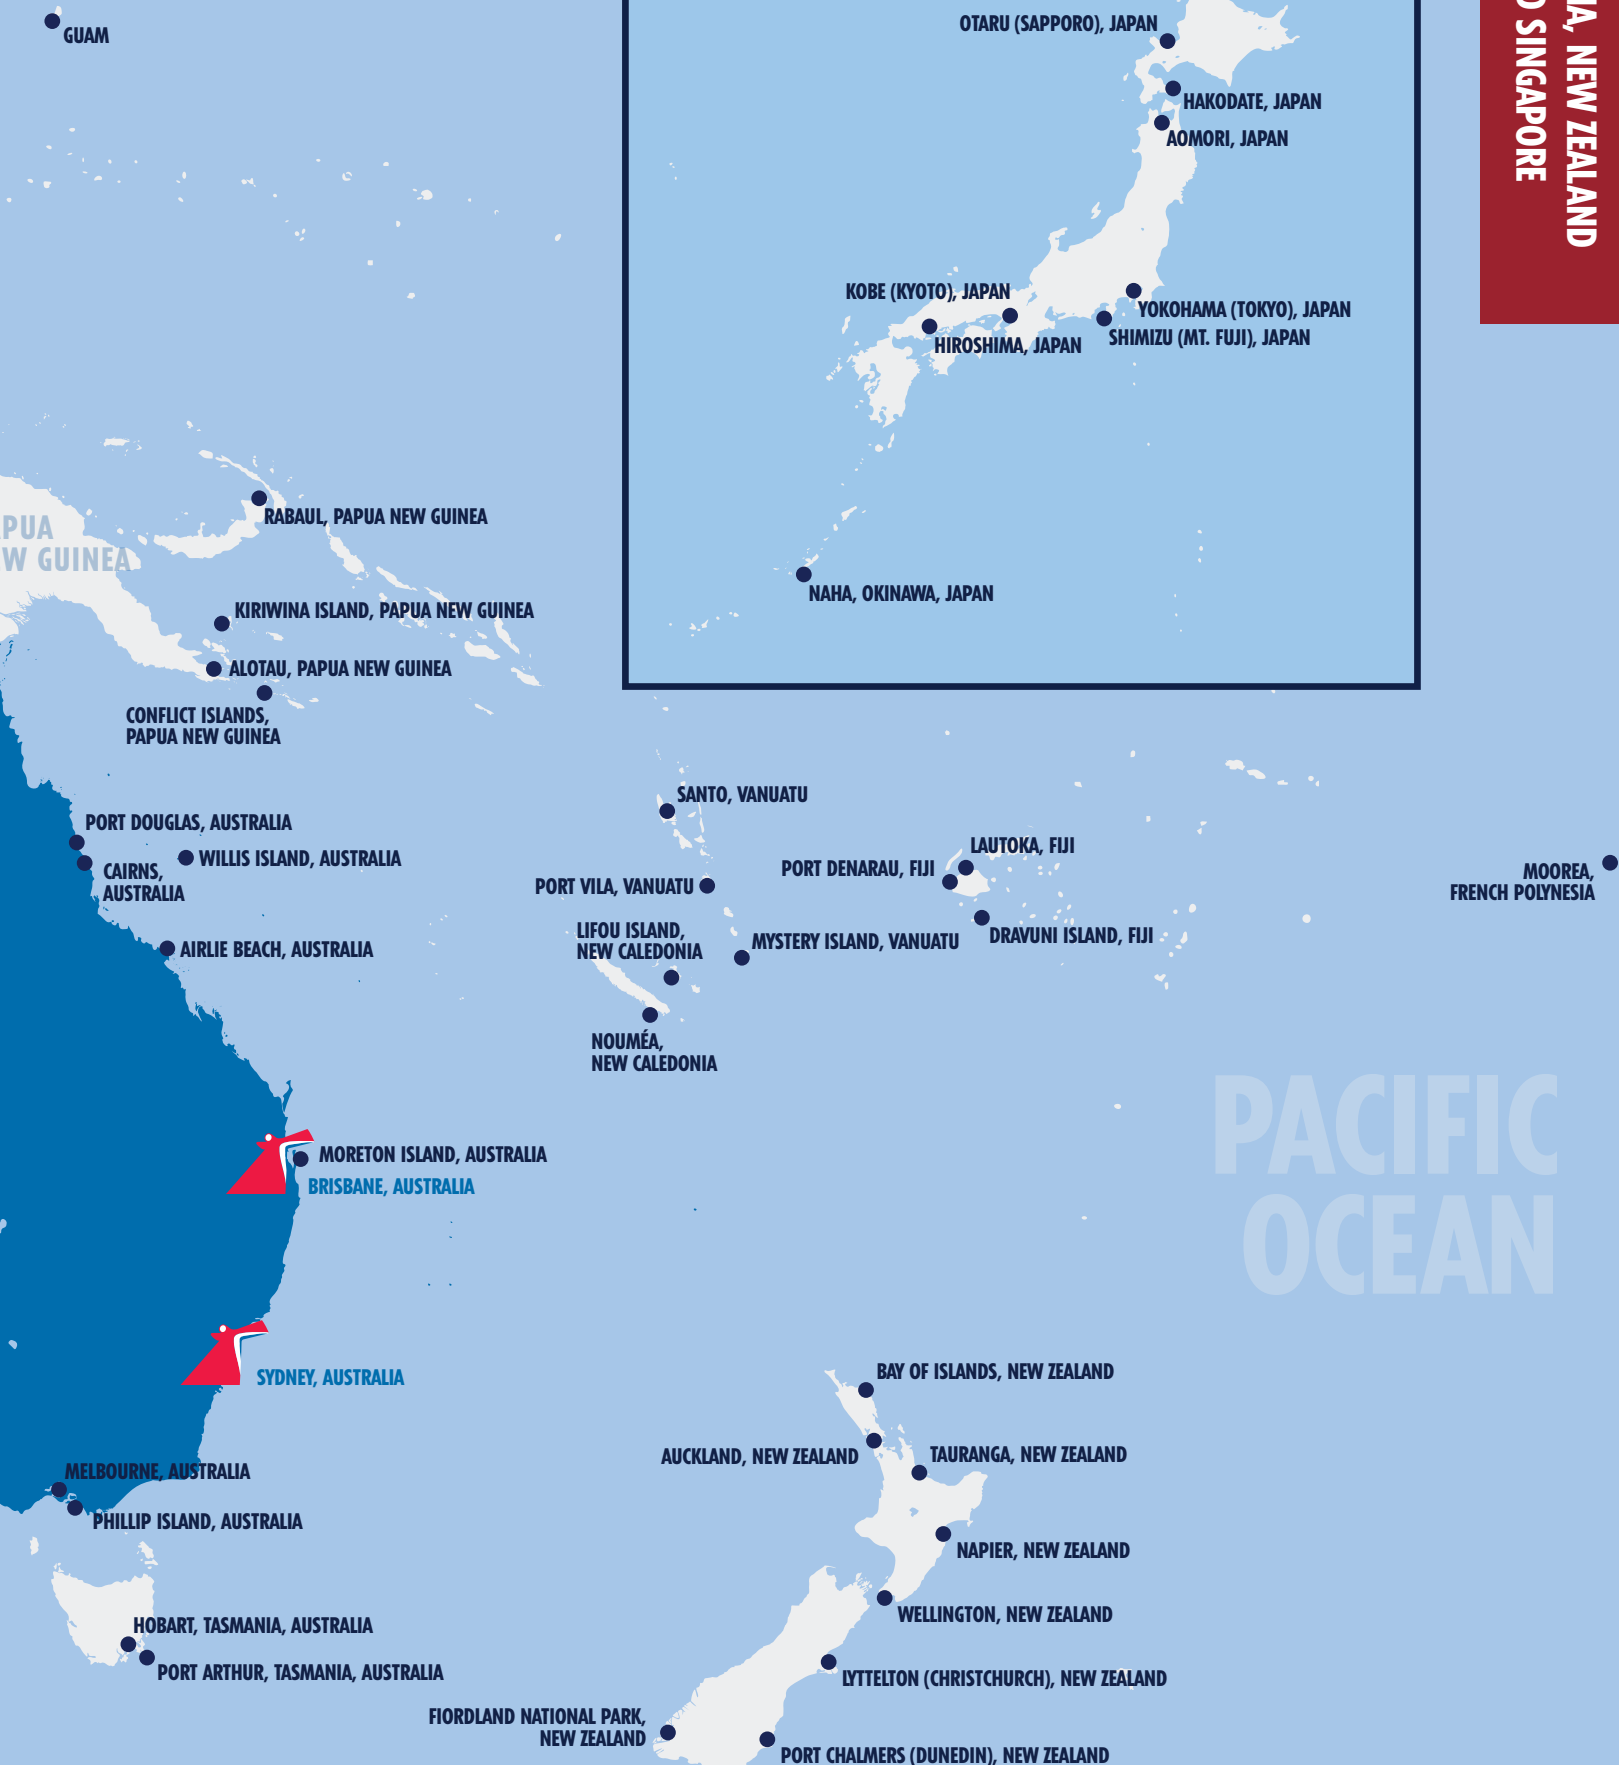 GUAM
OTARU (SAPPORO), JAPAN
HAKODATE, JAPAN
AOMORI, JAPAN
NEW ZEALAND
SINGAPORE
KOBE (KYOTO), JAPAN
YOKOHAMA (TOKYO), JAPAN
HIROSHIMA, JAPAN
SHIMIZU (MT. FUJI), JAPAN
RABAUL, PAPUA NEW GUINEA
PUA
W GUINEA
NAHA, OKINAWA, JAPAN
KIRIWINA ISLAND, PAPUA NEW GUINEA
ALOTAU, PAPUA NEW GUINEA
CONFLICT ISLANDS,
PAPUA NEW GUINEA
SANTO, VANUATU
PORT DOUGLAS, AUSTRALIA
WILLIS ISLAND, AUSTRALIA
CAIRNS,
AUSTRALIA
LAUTOKA, FIJI
PORT DENARAU, FIJI
MOOREA,
FRENCH POLYNESIA
PORT VILA, VANUATU
LIFOU ISLAND,
NEW CALEDONIA
MYSTERY ISLAND, VANUATU
DRAVUNI ISLAND, FIJI
AIRLIE BEACH, AUSTRALIA
NOUMÉA,
NEW CALEDONIA
PACIFIC
OCEAN
MORETON ISLAND, AUSTRALIA
BRISBANE, AUSTRALIA
SYDNEY, AUSTRALIA
BAY OF ISLANDS, NEW ZEALAND
AUCKLAND, NEW ZEALAND
TAURANGA, NEW ZEALAND
MELBOURNE, AUSTRALIA
PHILLIP ISLAND, AUSTRALIA
NAPIER, NEW ZEALAND
WELLINGTON, NEW ZEALAND
HOBART, TASMANIA, AUSTRALIA
PORT ARTHUR, TASMANIA, AUSTRALIA
LYTTELTON (CHRISTCHURCH), NEW ZEALAND
FIORDLAND NATIONAL PARK,
NEW ZEALAND
PORT CHALMERS (DUNEDIN), NEW ZEALAND